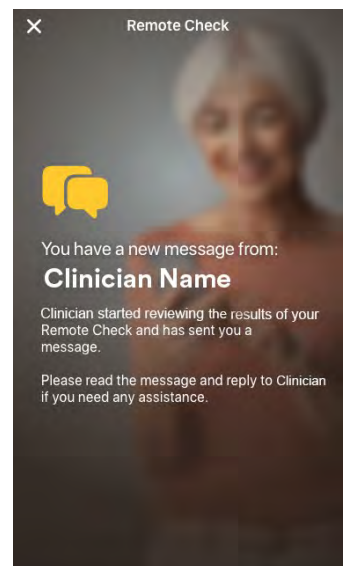 Remote Check
You have a new message from:
Clinician Name
Clinician started reviewing the results of your
Remote Check and has sent you a
message.
Please read the message and reply to Clinician
if you need any assistance.